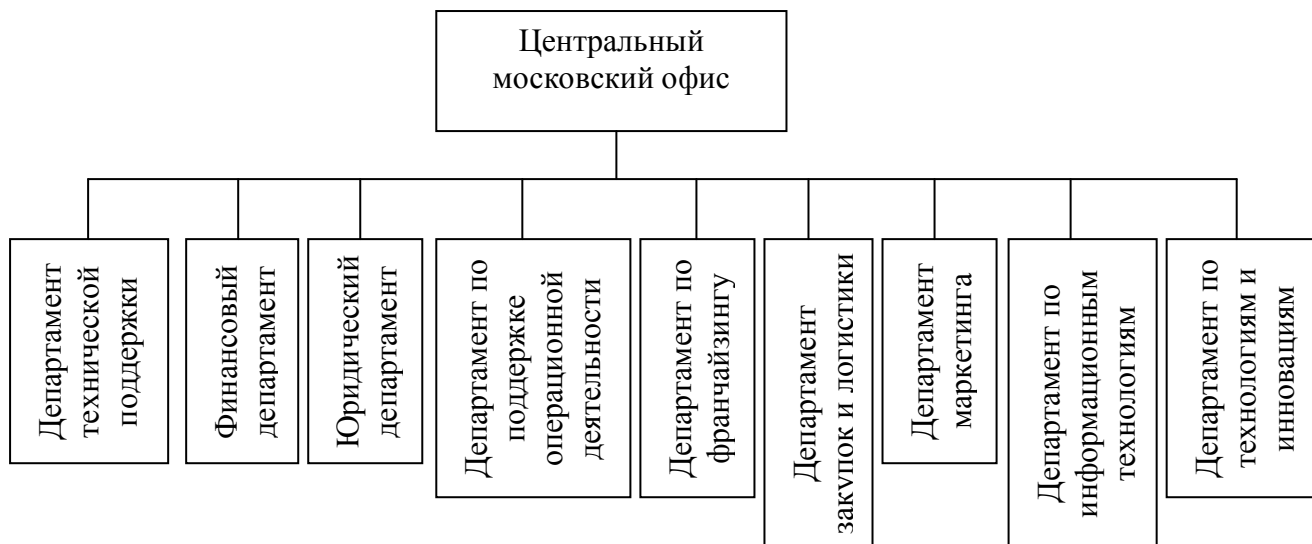 Центральный
московский офис
Департамент
технической
поддержки
Финансовый
департамент
Юридический
департамент
Департамент по
поддержке
операционной
деятельности
Департамент по
франчайзингу
Департамент
закупок и логистики
Департамент
маркетинга
Департамент по
информационным
технологиям
Департамент по
технологиям и
инновациям